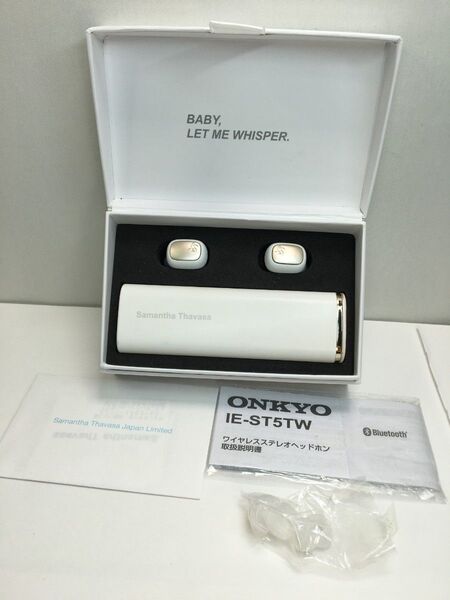 BABY,
LET ME WHISPER.
Samantha Thavasa
Samantha Thavasa Japan Limited
ONKYO
IE-ST5TW
Bluetooth®
ワイヤレスステレオヘッドホン
取扱説明書